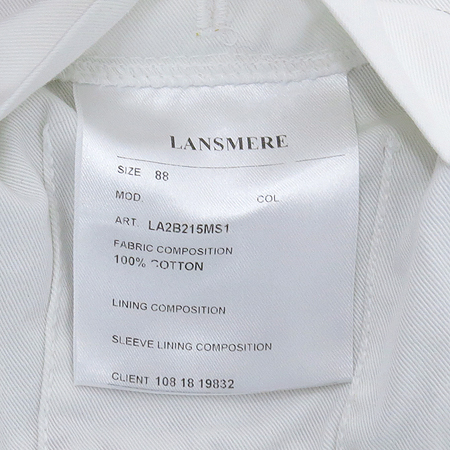 LANSMERE
SIZE 88
MOD. COL
ART. LA2B215MS1
FABRIC COMPOSITION
100% COTTON
LINING COMPOSITION
SLEEVE LINING COMPOSITION
CLIENT 108 18 19832